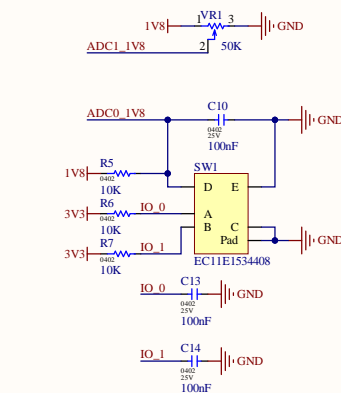 VR1
1V8 1 3 GND
ADC1_1V8 2 50K
ADC0_1V8 C10 GND
0402
25V
100nF
SW1
R5
1V8 0402 D E
10K
R6
3V3 0402 IO_0 A
10K
B C
R7 IO_1 Pad GND
3V3 0402
10K EC11E1534408
C13
IO_0 0402 GND
25V
100nF
C14
IO_1 0402 GND
25V
100nF